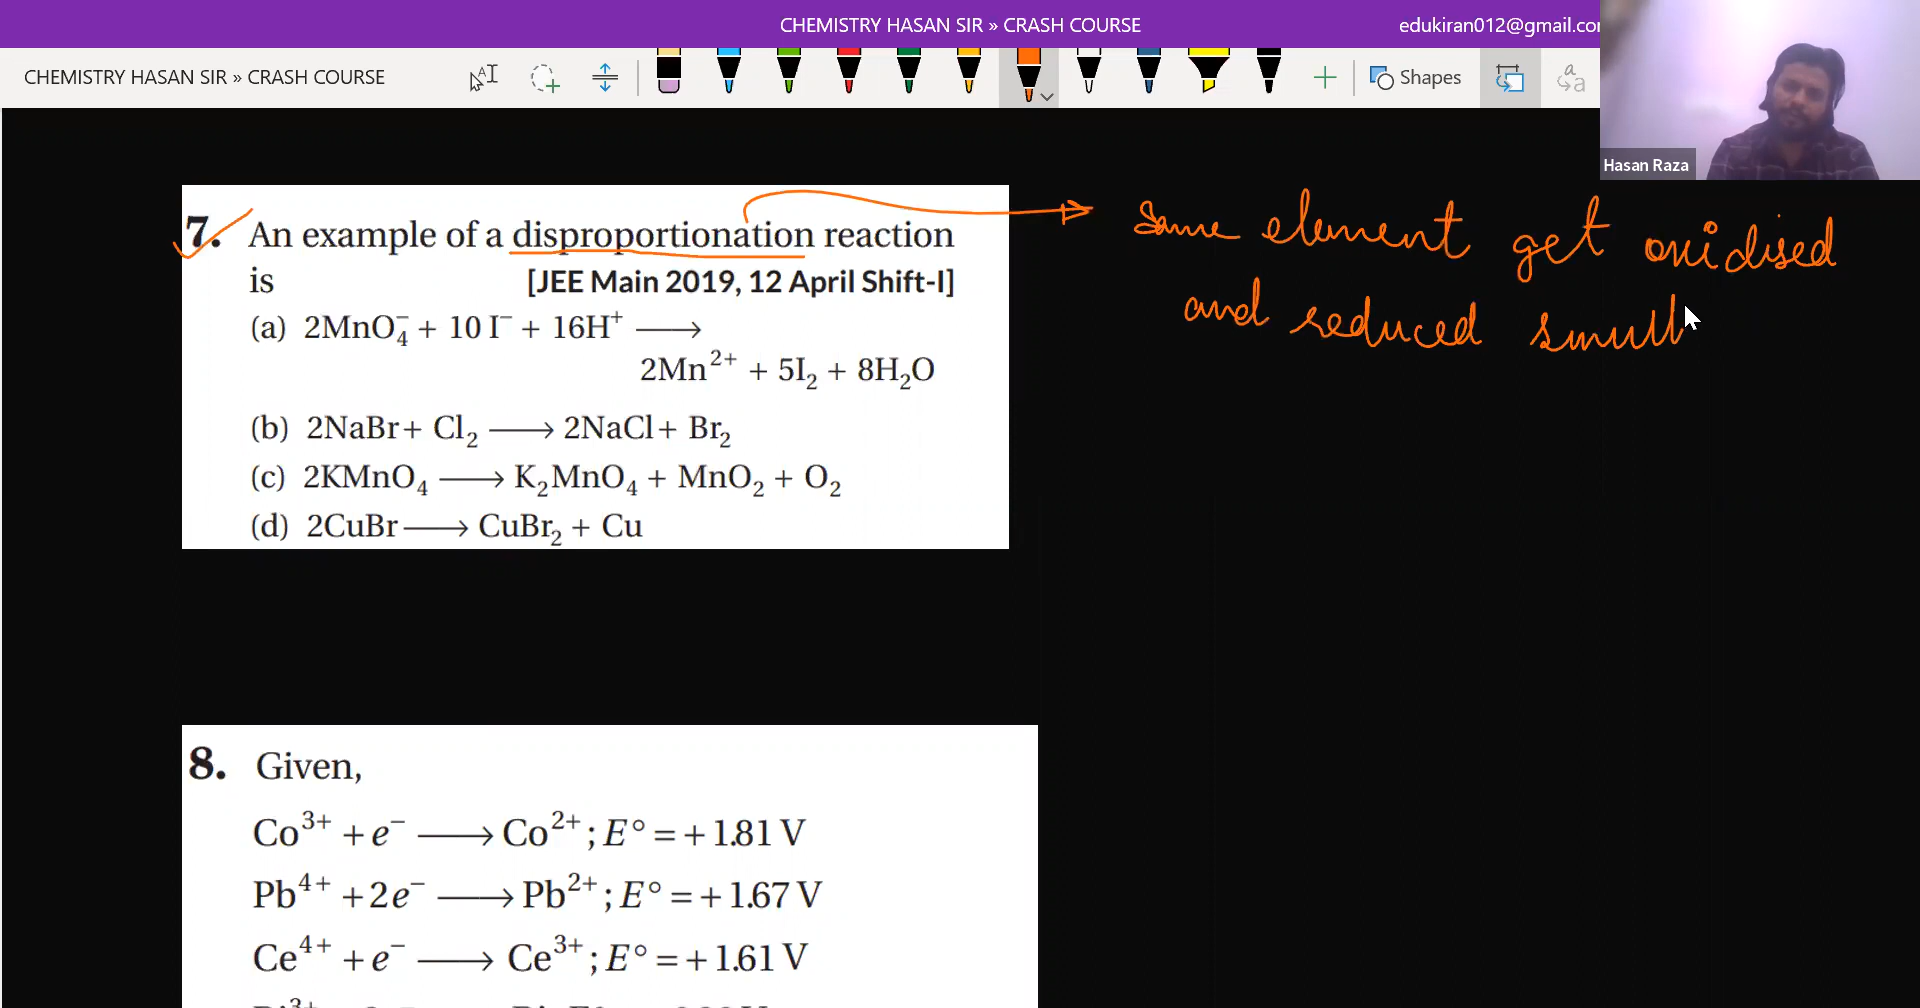 CHEMISTRY HASAN SIR » CRASH COURSE
edukiran012@gmail.co
CHEMISTRY HASAN SIR » CRASH COURSE
Shapes
Hasan Raza
7. An example of a disproportionation reaction
is [JEE Main 2019, 12 April Shift-I]
(a) 2MnO₄⁻ + 10 I⁻ + 16H⁺ ⟶
2Mn²⁺ + 5I₂ + 8H₂O
(b) 2NaBr + Cl₂ ⟶ 2NaCl + Br₂
(c) 2KMnO₄ ⟶ K₂MnO₄ + MnO₂ + O₂
(d) 2CuBr ⟶ CuBr₂ + Cu
Same element get oxidised
and reduced smult
8. Given,
Co³⁺ + e⁻ ⟶ Co²⁺ ; E° = + 1.81 V
Pb⁴⁺ + 2e⁻ ⟶ Pb²⁺ ; E° = + 1.67 V
Ce⁴⁺ + e⁻ ⟶ Ce³⁺ ; E° = + 1.61 V